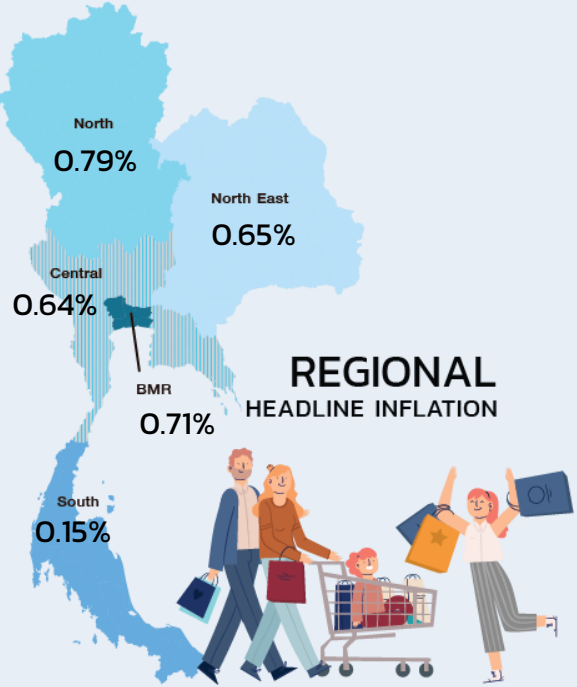 North
0.79%
North East
0.65%
Central
0.64%
BMR
0.71%
REGIONAL
HEADLINE INFLATION
South
0.15%